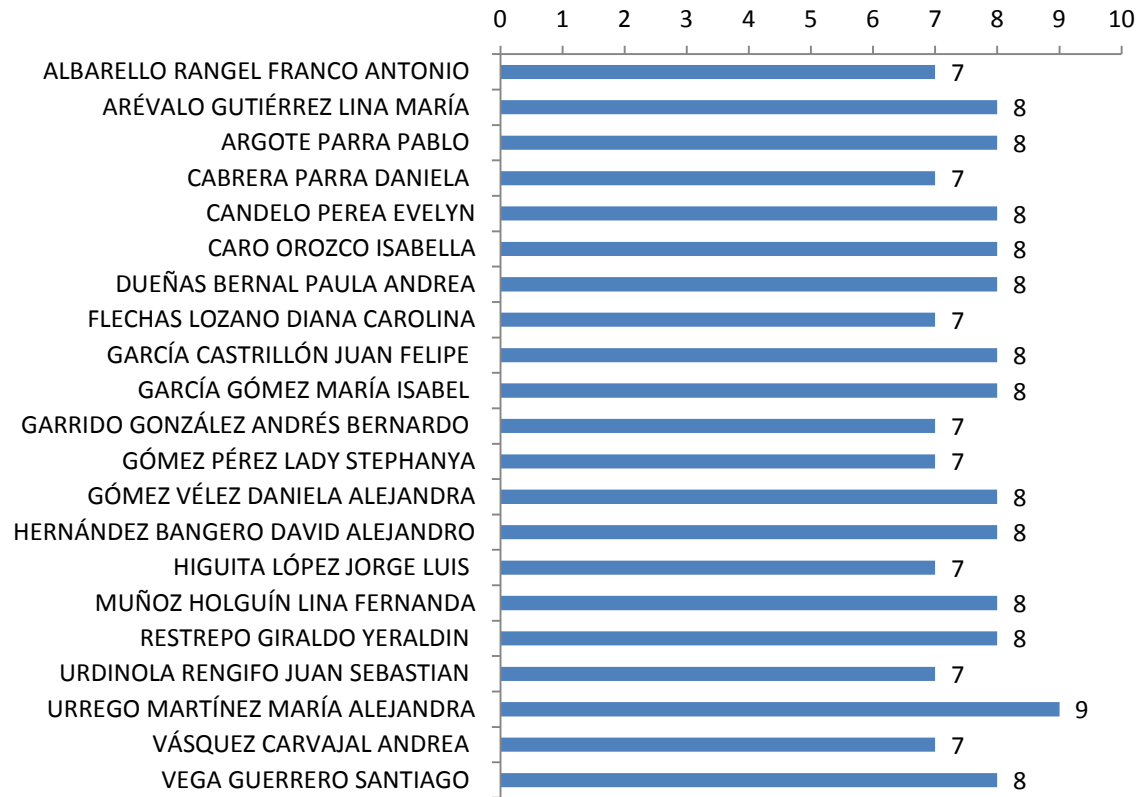 0 1 2 3 4 5 6 7 8 9 10
ALBARELLO RANGEL FRANCO ANTONIO 7
ARÉVALO GUTIÉRREZ LINA MARÍA 8
ARGOTE PARRA PABLO 8
CABRERA PARRA DANIELA 7
CANDELO PEREA EVELYN 8
CARO OROZCO ISABELLA 8
DUEÑAS BERNAL PAULA ANDREA 8
FLECHAS LOZANO DIANA CAROLINA 7
GARCÍA CASTRILLÓN JUAN FELIPE 8
GARCÍA GÓMEZ MARÍA ISABEL 8
GARRIDO GONZÁLEZ ANDRÉS BERNARDO 7
GÓMEZ PÉREZ LADY STEPHANYA 7
GÓMEZ VÉLEZ DANIELA ALEJANDRA 8
HERNÁNDEZ BANGERO DAVID ALEJANDRO 8
HIGUITA LÓPEZ JORGE LUIS 7
MUÑOZ HOLGUÍN LINA FERNANDA 8
RESTREPO GIRALDO YERALDIN 8
URDINOLA RENGIFO JUAN SEBASTIAN 7
URREGO MARTÍNEZ MARÍA ALEJANDRA 9
VÁSQUEZ CARVAJAL ANDREA 7
VEGA GUERRERO SANTIAGO 8